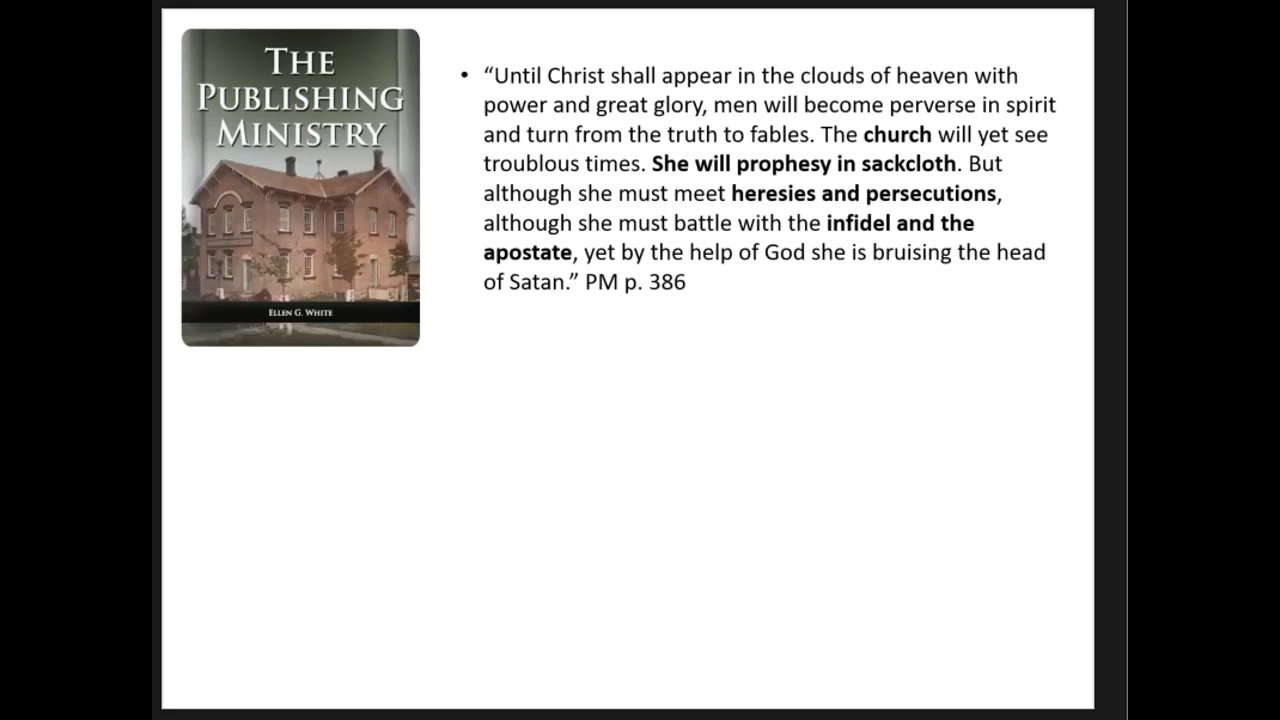 THE
PUBLISHING
MINISTRY
ELLEN G. WHITE
• “Until Christ shall appear in the clouds of heaven with
power and great glory, men will become perverse in spirit
and turn from the truth to fables. The church will yet see
troublous times. She will prophesy in sackcloth. But
although she must meet heresies and persecutions,
although she must battle with the infidel and the
apostate, yet by the help of God she is bruising the head
of Satan.” PM p. 386